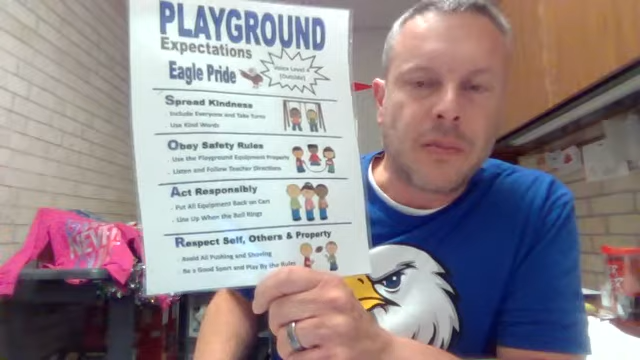 PLAYGROUND
Expectations
Eagle Pride
Voice Level 4
(Outside)
Spread Kindness
. Include Everyone And Take Turns
. Use Kind Words
Obey Safety Rules
. Use the Playground Equipment Properly
. Listen and Follow Teacher Directions
Act Responsibly
. Put All Equipment Back on Cart
. Line Up When the Bell Rings
Respect Self, Others & Property
. Avoid All Pushing and Shoving
. Be a Good Sport and Play By the Rules
NEVER